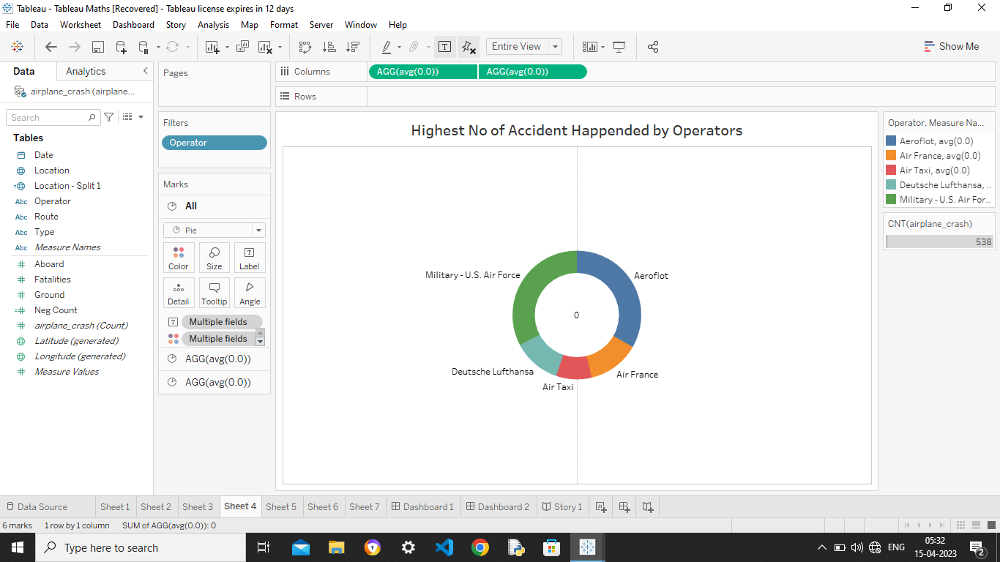 Tableau - Tableau Maths [Recovered] - Tableau license expires in 12 days
File Data Worksheet Dashboard Story Analysis Map Format Server Window Help
Entire View
Show Me
Data Analytics
airplane_crash (airplane...
Search
Tables
Date
Location
Location - Split 1
Abc Operator
Abc Route
Abc Type
Abc Measure Names
Aboard
Fatalities
Ground
Neg Count
airplane_crash (Count)
Latitude (generated)
Longitude (generated)
Measure Values
Pages
Filters
Operator
Marks
All
Pie
Color Size Label
Detail Tooltip Angle
Multiple fields
Multiple fields
AGG(avg(0.0))
AGG(avg(0.0))
Columns AGG(avg(0.0)) AGG(avg(0.0))
Rows
Highest No of Accident Happended by Operators
Military - U.S. Air Force
Aeroflot
0
Deutsche Lufthansa
Air France
Air Taxi
Operator, Measure Na...
Aeroflot, avg(0.0)
Air France, avg(0.0)
Air Taxi, avg(0.0)
Deutsche Lufthansa, ..
Military - U.S. Air For..
CNT(airplane_crash)
538
Data Source Sheet 1 Sheet 2 Sheet 3 Sheet 4 Sheet 5 Sheet 6 Sheet 7 Dashboard 1 Dashboard 2 Story 1
6 marks 1 row by 1 column SUM of AGG(avg(0.0)): 0
Type here to search
ENG
05:32
15-04-2023
2